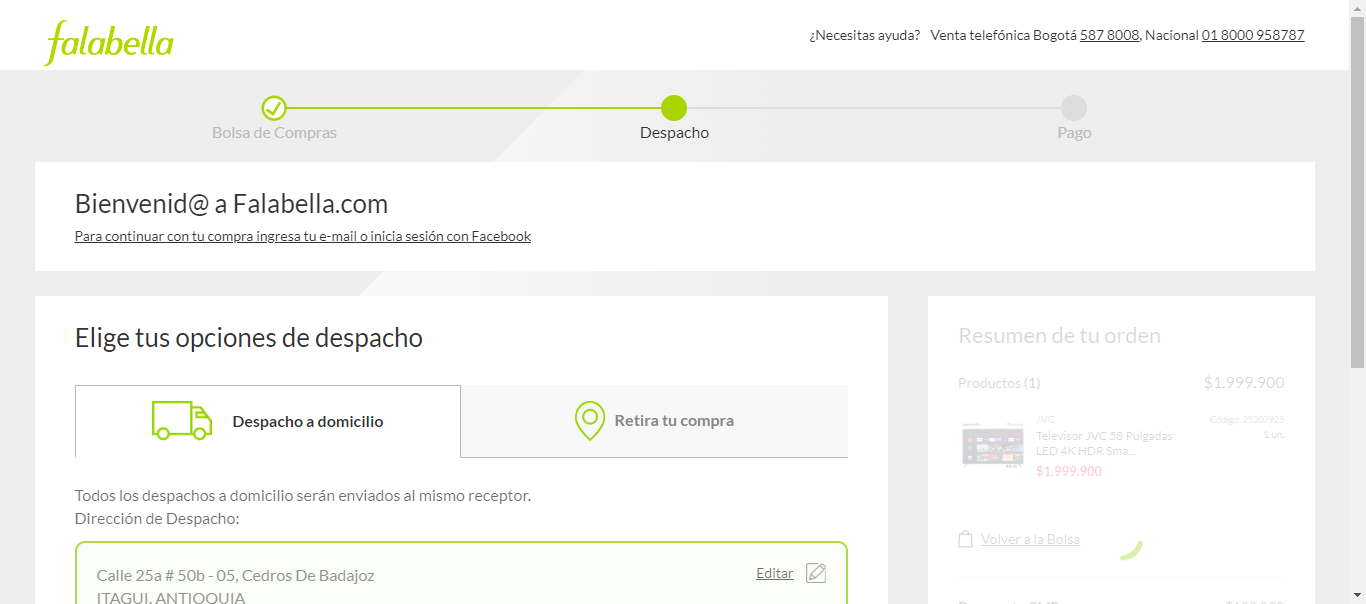 falabella
¿Necesitas ayuda? Venta telefónica Bogotá 587 8008, Nacional 01 8000 958787
Bolsa de Compras
Despacho
Pago
Bienvenid@ a Falabella.com
Para continuar con tu compra ingresa tu e-mail o inicia sesión con Facebook
Elige tus opciones de despacho
Despacho a domicilio
Retira tu compra
Todos los despachos a domicilio serán enviados al mismo receptor.
Dirección de Despacho:
Calle 25a # 50b - 05, Cedros De Badajoz
Editar
ITAGUI, ANTIOQUIA
Resumen de tu orden
Productos (1) $1.999.900
JVC Código: 25207925
Televisor JVC 58 Pulgadas 1 un.
LED 4K HDR Sma...
$1.999.900
Volver a la Bolsa